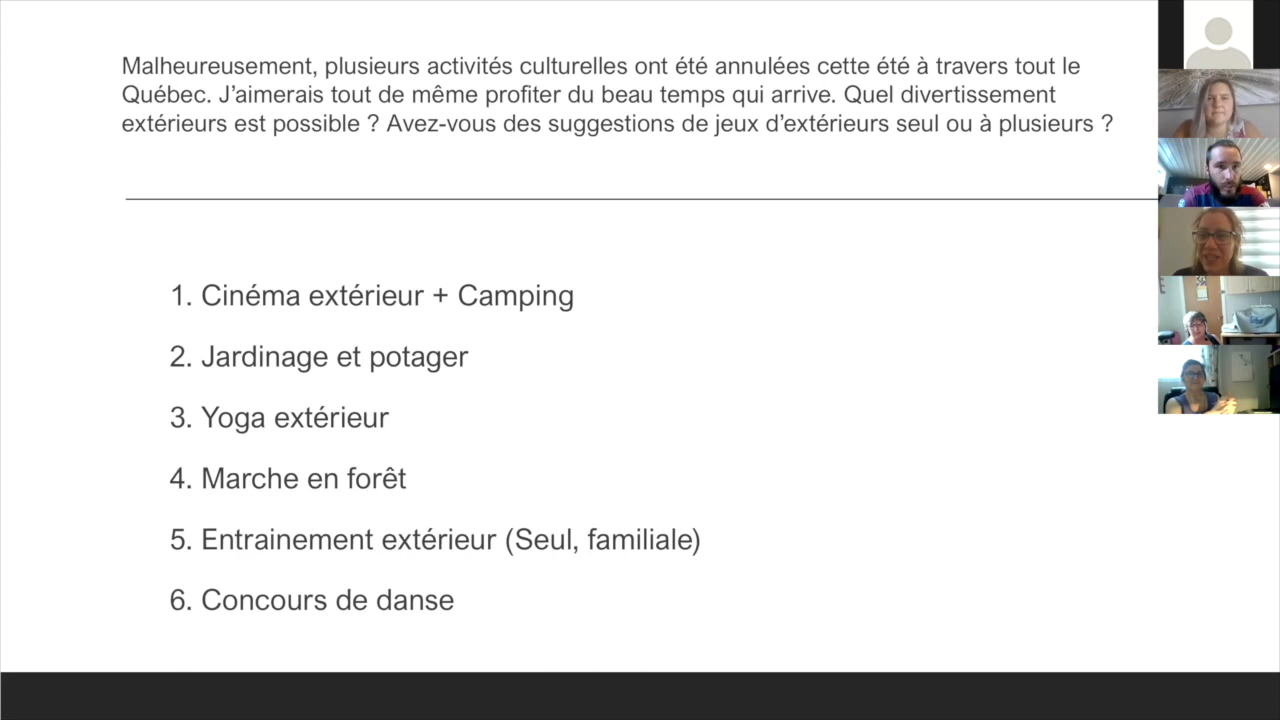 Malheureusement, plusieurs activités culturelles ont été annulées cette été à travers tout le
Québec. J’aimerais tout de même profiter du beau temps qui arrive. Quel divertissement
extérieurs est possible ? Avez-vous des suggestions de jeux d’extérieurs seul ou à plusieurs ?
1. Cinéma extérieur + Camping
2. Jardinage et potager
3. Yoga extérieur
4. Marche en forêt
5. Entrainement extérieur (Seul, familiale)
6. Concours de danse